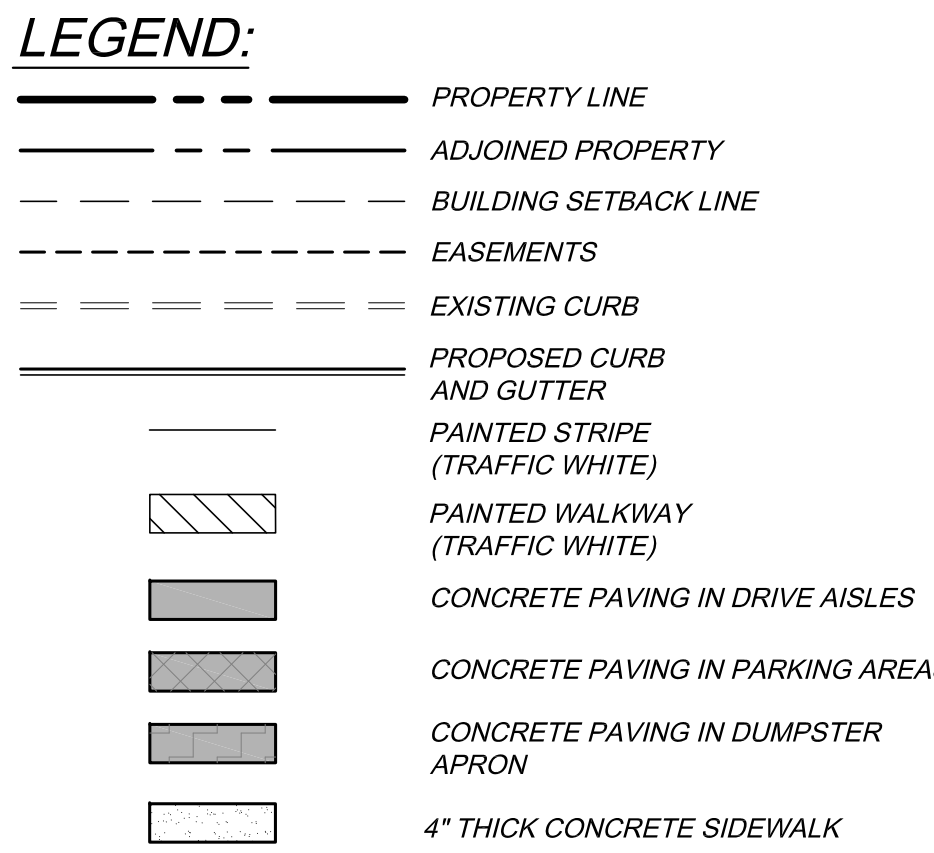 LEGEND:
PROPERTY LINE
ADJOINED PROPERTY
BUILDING SETBACK LINE
EASEMENTS
EXISTING CURB
PROPOSED CURB
AND GUTTER
PAINTED STRIPE
(TRAFFIC WHITE)
PAINTED WALKWAY
(TRAFFIC WHITE)
CONCRETE PAVING IN DRIVE AISLES
CONCRETE PAVING IN PARKING AREAS
CONCRETE PAVING IN DUMPSTER
APRON
4" THICK CONCRETE SIDEWALK